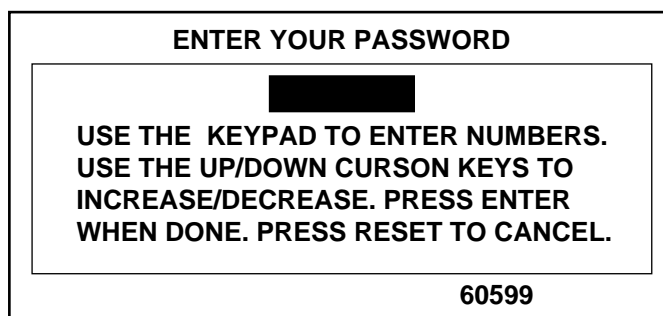 ENTER YOUR PASSWORD
USE THE KEYPAD TO ENTER NUMBERS.
USE THE UP/DOWN CURSON KEYS TO
INCREASE/DECREASE. PRESS ENTER
WHEN DONE. PRESS RESET TO CANCEL.
60599